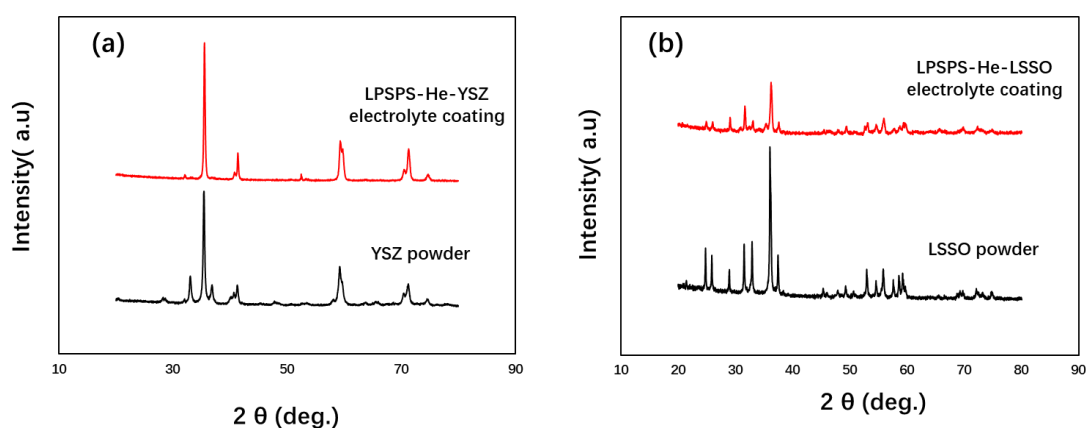 (a)
LPSPS-He-YSZ
electrolyte coating
YSZ powder
Intensity( a.u)
10 30 50 70 90
2 θ (deg.)
(b)
LPSPS-He-LSSO
electrolyte coating
LSSO powder
Intensity( a.u)
10 20 30 40 50 60 70 80 90
2 θ (deg.)